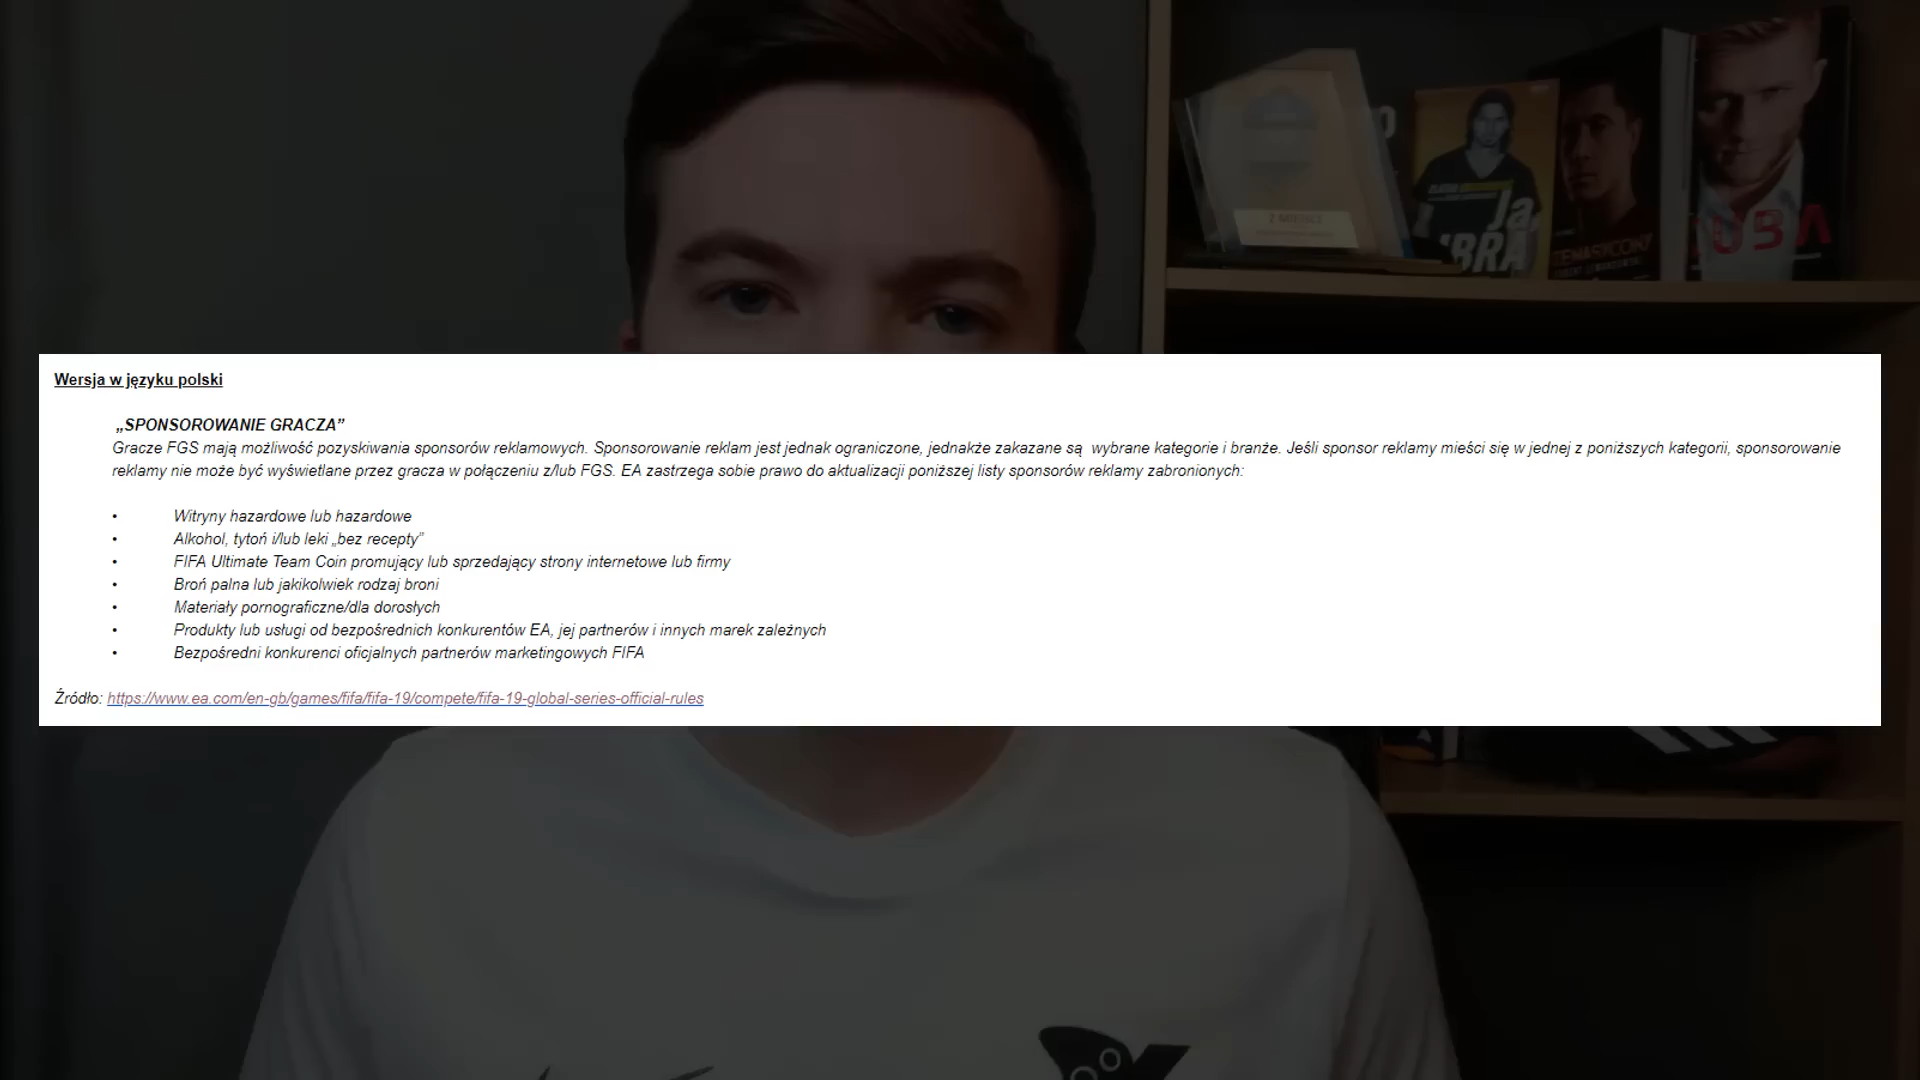 Wersja w języku polski
„SPONSOROWANIE GRACZA”
Gracze FGS mają możliwość pozyskiwania sponsorów reklamowych. Sponsorowanie reklam jest jednak ograniczone, jednakże zakazane są wybrane kategorie i branże. Jeśli sponsor reklamy mieści się w jednej z poniższych kategorii, sponsorowanie
reklamy nie może być wyświetlane przez gracza w połączeniu z/lub FGS. EA zastrzega sobie prawo do aktualizacji poniższej listy sponsorów reklamy zabronionych:
• Witryny hazardowe lub hazardowe
• Alkohol, tytoń i/lub leki „bez recepty”
• FIFA Ultimate Team Coin promujący lub sprzedający strony internetowe lub firmy
• Broń palna lub jakikolwiek rodzaj broni
• Materiały pornograficzne/dla dorosłych
• Produkty lub usługi od bezpośrednich konkurentów EA, jej partnerów i innych marek zależnych
• Bezpośredni konkurenci oficjalnych partnerów marketingowych FIFA
Źródło: https://www.ea.com/en-gb/games/fifa/fifa-19/compete/fifa-19-global-series-official-rules
2 MIEJSCE
Ja,
IBRA
UBA